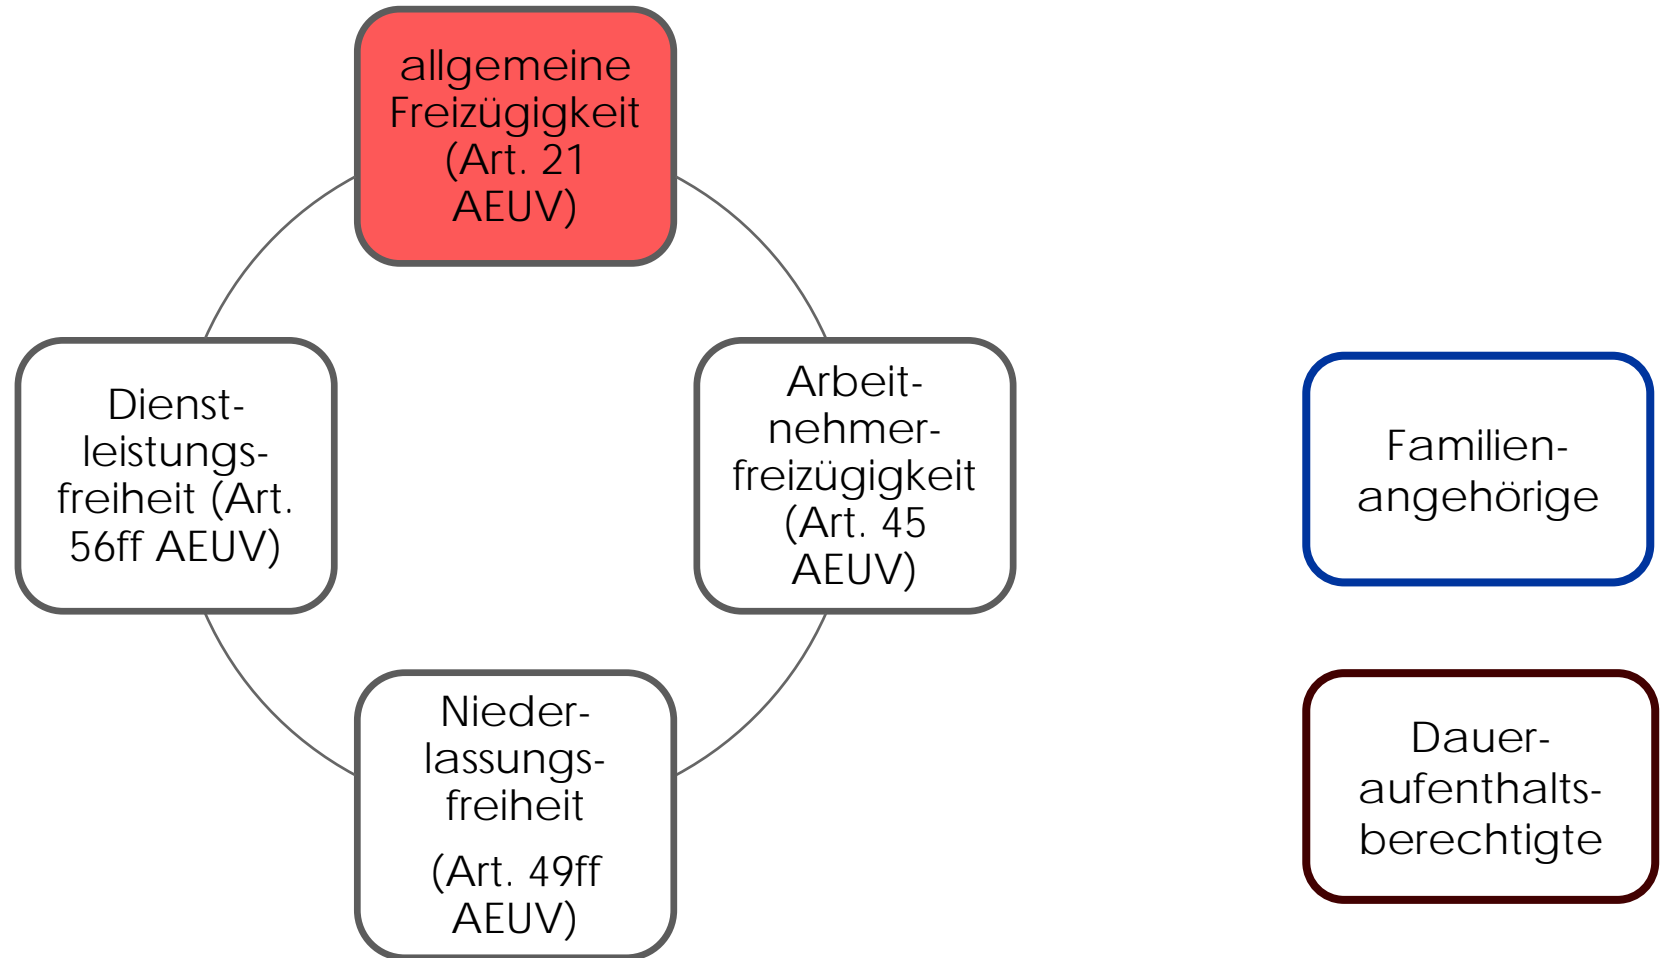 allgemeine
Freizügigkeit
(Art. 21
AEUV)
Dienst-
leistungs-
freiheit (Art.
56ff AEUV)
Arbeit-
nehmer-
freizügigkeit
(Art. 45
AEUV)
Nieder-
lassungs-
freiheit
(Art. 49ff
AEUV)
Familien-
angehörige
Dauer-
aufenthalts-
berechtigte